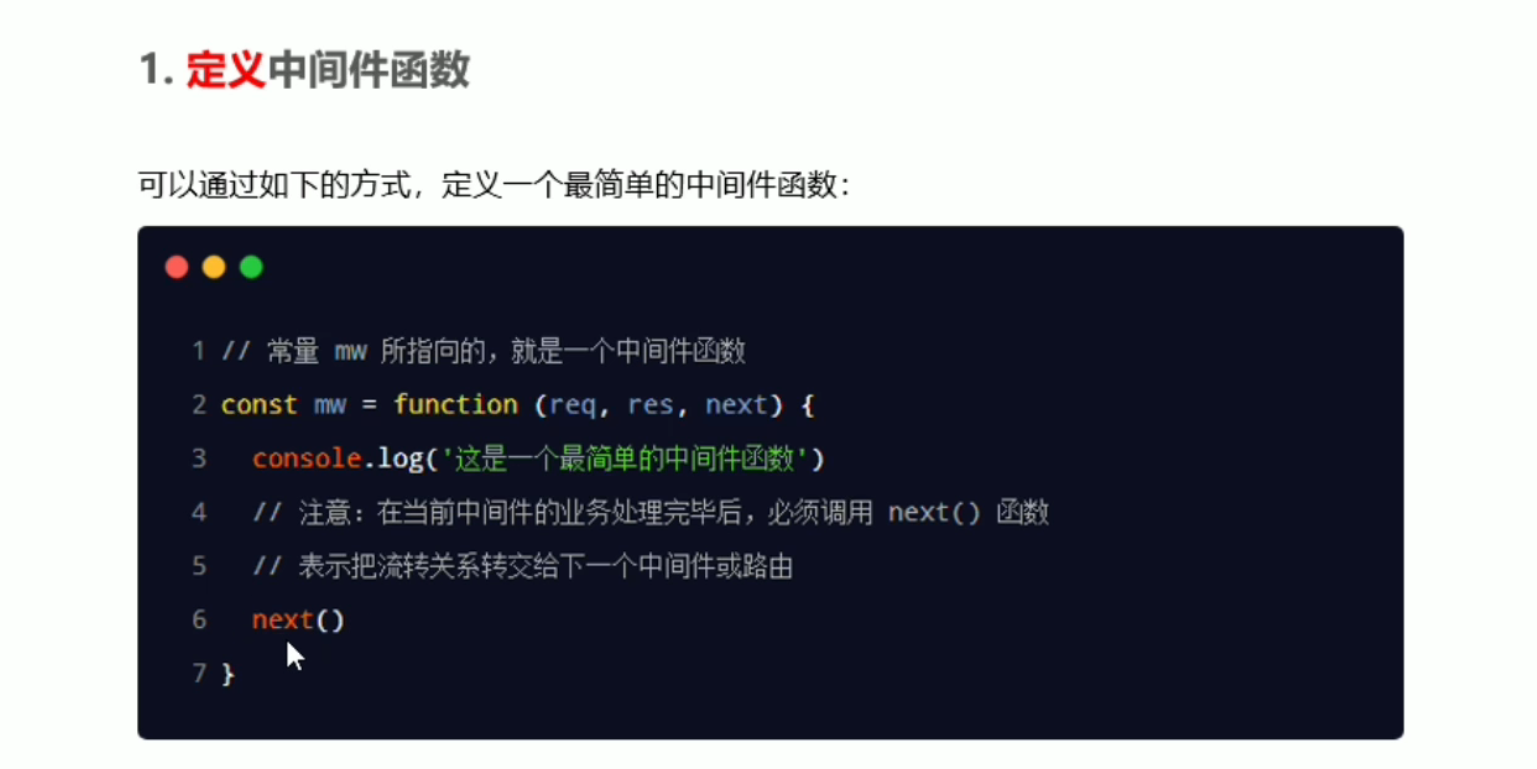 1. 定义中间件函数
可以通过如下的方式，定义一个最简单的中间件函数：
1 // 常量 mw 所指向的，就是一个中间件函数
2 const mw = function (req, res, next) {
3   console.log('这是一个最简单的中间件函数')
4   // 注意：在当前中间件的业务处理完毕后，必须调用 next() 函数
5   // 表示把流转关系转交给下一个中间件或路由
6   next()
7 }